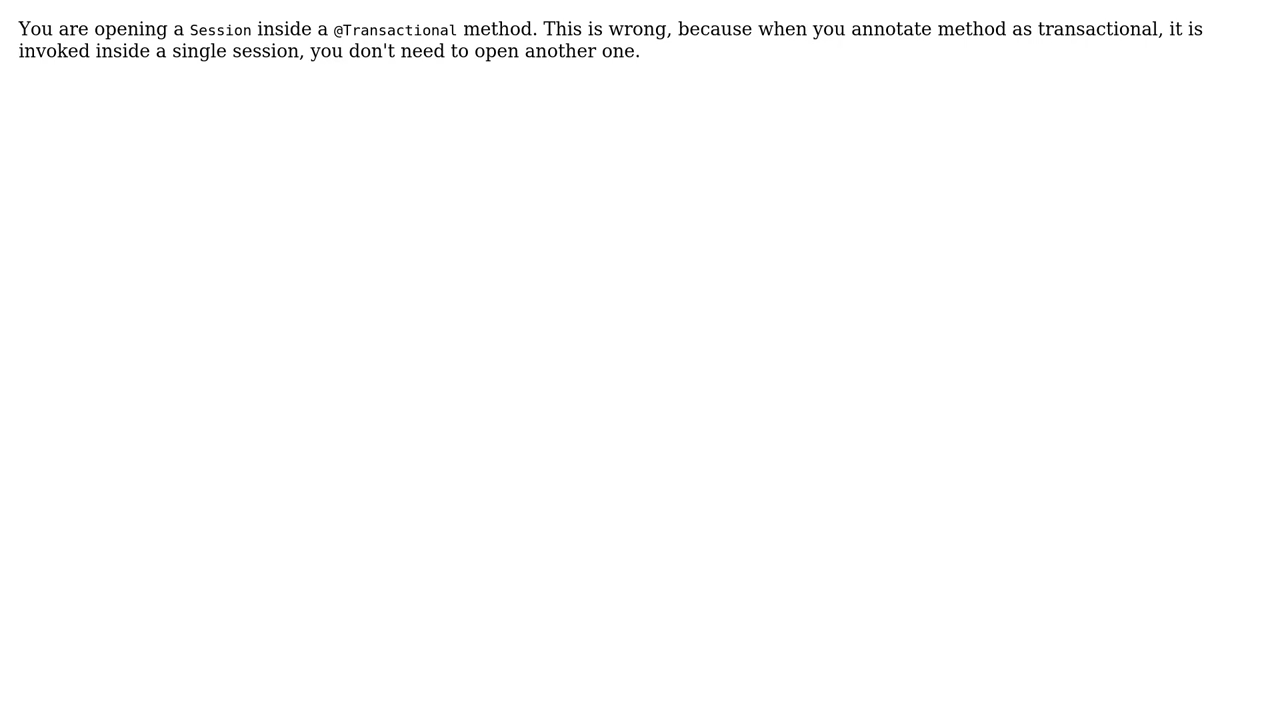 You are opening a Session inside a @Transactional method. This is wrong, because when you annotate method as transactional, it is
invoked inside a single session, you don't need to open another one.